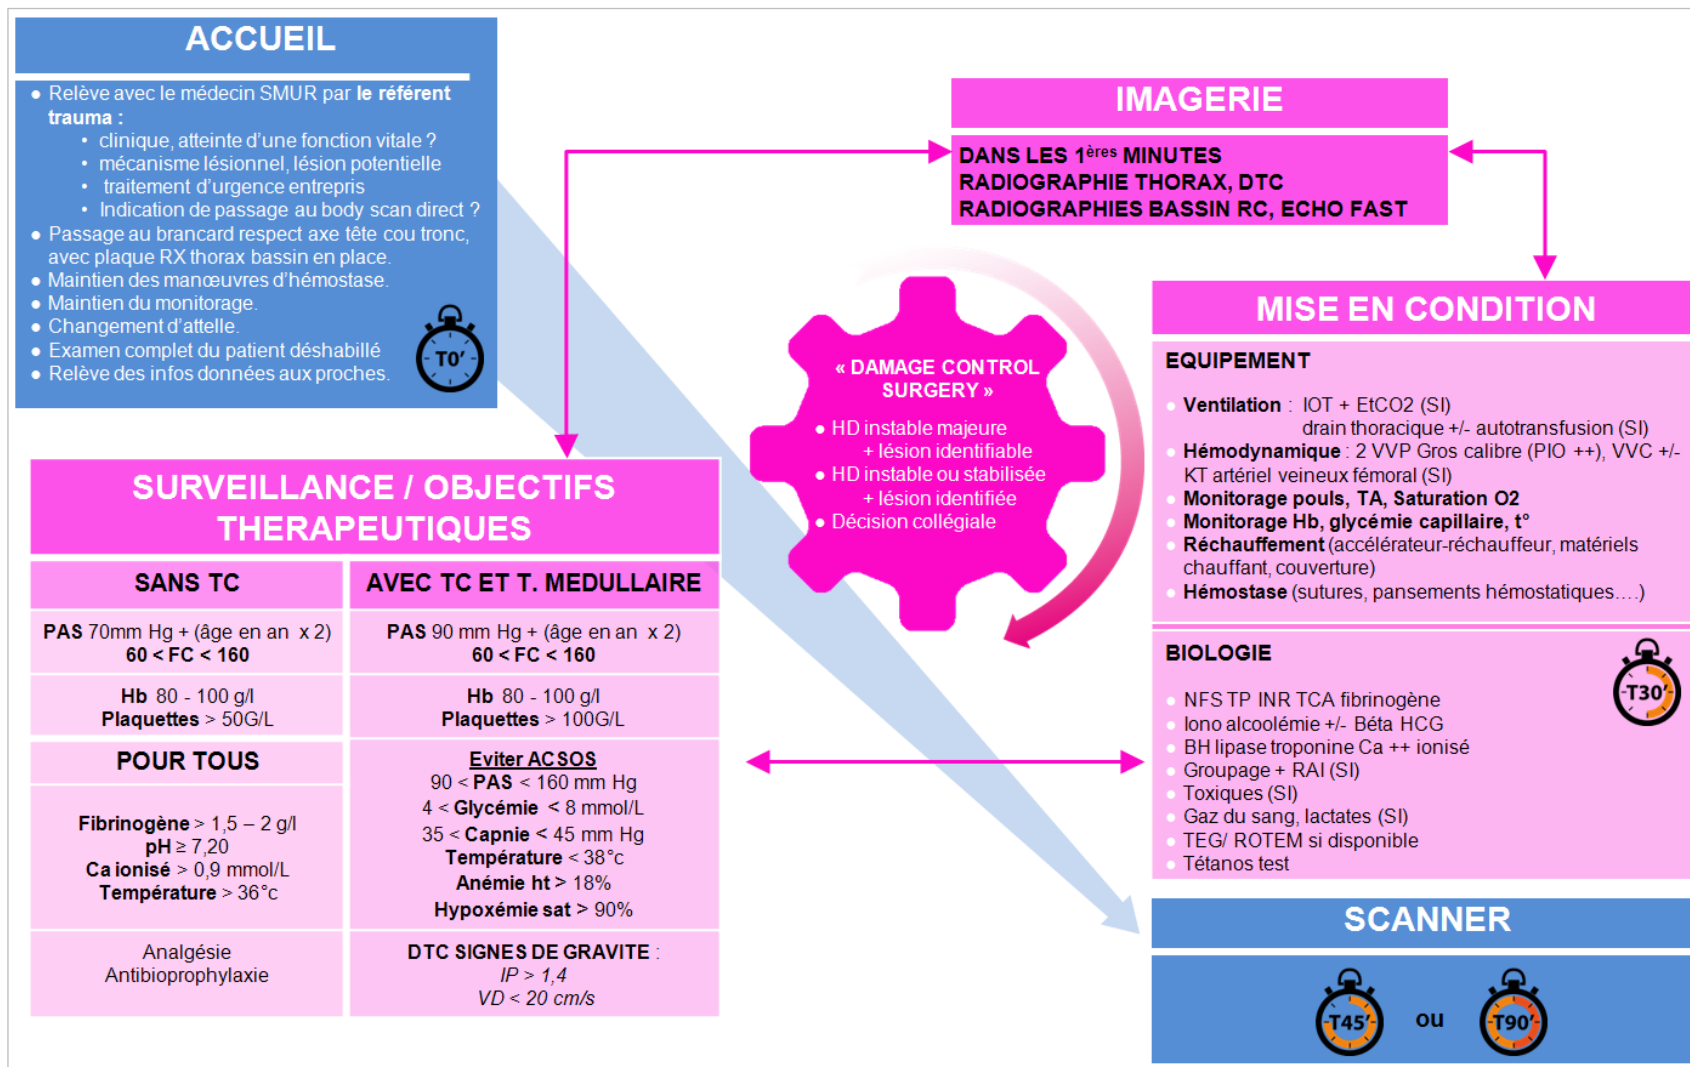 ACCUEIL
● Relève avec le médecin SMUR par le référent
trauma :
• clinique, atteinte d'une fonction vitale ?
• mécanisme lésionnel, lésion potentielle
• traitement d'urgence entrepris
• Indication de passage au body scan direct ?
● Passage au brancard respect axe tête cou tronc,
avec plaque RX thorax bassin en place.
● Maintien des manœuvres d'hémostase.
● Maintien du monitorage.
● Changement d'attelle.
● Examen complet du patient déshabillé
● Relève des infos données aux proches.
T0'
IMAGERIE
DANS LES 1ères MINUTES
RADIOGRAPHIE THORAX, DTC
RADIOGRAPHIES BASSIN RC, ECHO FAST
« DAMAGE CONTROL
SURGERY »
● HD instable majeure
+ lésion identifiable
● HD instable ou stabilisée
+ lésion identifiée
● Décision collégiale
MISE EN CONDITION
EQUIPEMENT
● Ventilation : IOT + EtCO2 (SI)
drain thoracique +/- autotransfusion (SI)
● Hémodynamique : 2 VVP Gros calibre (PIO ++), VVC +/-
KT artériel veineux fémoral (SI)
● Monitorage pouls, TA, Saturation O2
● Monitorage Hb, glycémie capillaire, t°
● Réchauffement (accélérateur-réchauffeur, matériels
chauffant, couverture)
● Hémostase (sutures, pansements hémostatiques….)
BIOLOGIE
T30'
● NFS TP INR TCA fibrinogène
● Iono alcoolémie +/- Béta HCG
● BH lipase troponine Ca ++ ionisé
● Groupage + RAI (SI)
● Toxiques (SI)
● Gaz du sang, lactates (SI)
● TEG/ ROTEM si disponible
● Tétanos test
SURVEILLANCE / OBJECTIFS
THERAPEUTIQUES
SANS TC
PAS 70mm Hg + (âge en an x 2)
60 < FC < 160
Hb 80 - 100 g/l
Plaquettes > 50G/L
POUR TOUS
Fibrinogène > 1,5 – 2 g/l
pH ≥ 7,20
Ca ionisé > 0,9 mmol/L
Température > 36°c
Analgésie
Antibioprophylaxie
AVEC TC ET T. MEDULLAIRE
PAS 90 mm Hg + (âge en an x 2)
60 < FC < 160
Hb 80 - 100 g/l
Plaquettes > 100G/L
Eviter ACSOS
90 < PAS < 160 mm Hg
4 < Glycémie < 8 mmol/L
35 < Capnie < 45 mm Hg
Température < 38°c
Anémie ht > 18%
Hypoxémie sat > 90%
DTC SIGNES DE GRAVITE :
IP > 1,4
VD < 20 cm/s
SCANNER
T45' ou T90'